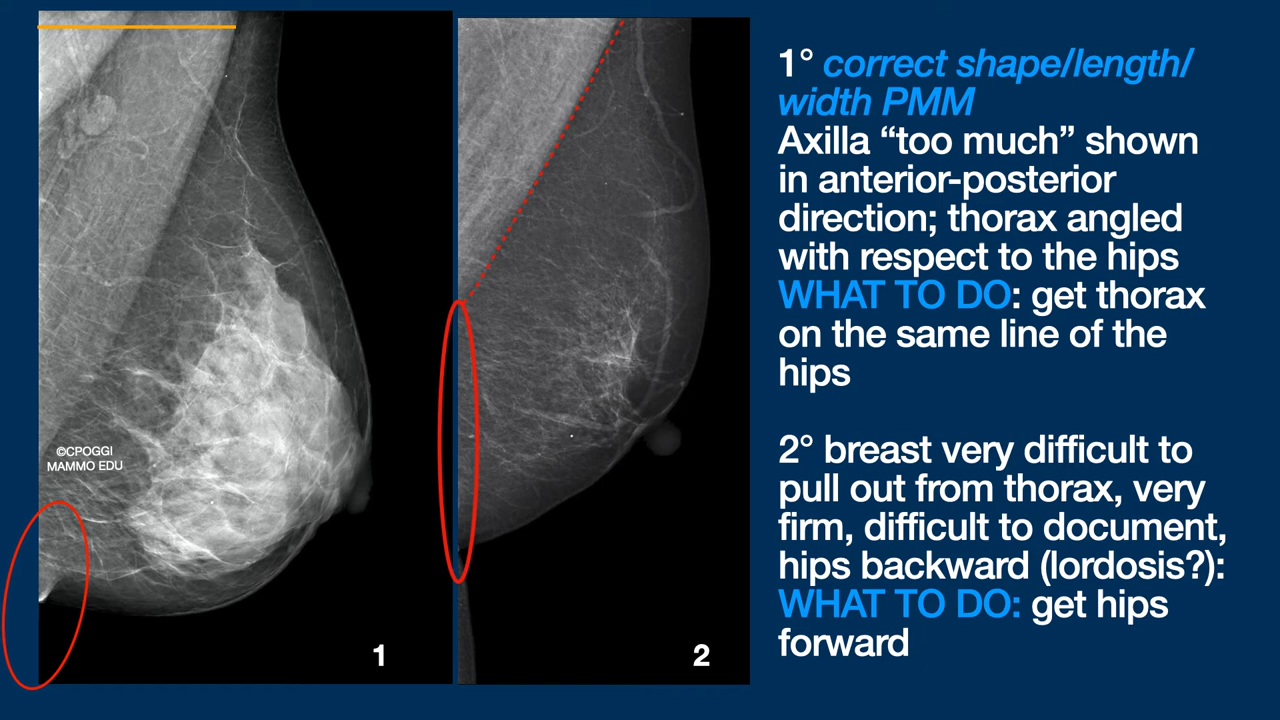 1° correct shape/length/
width PMM
Axilla “too much” shown
in anterior-posterior
direction; thorax angled
with respect to the hips
WHAT TO DO: get thorax
on the same line of the
hips
2° breast very difficult to
pull out from thorax, very
firm, difficult to document,
hips backward (lordosis?):
WHAT TO DO: get hips
forward
©CPOGGI
MAMMO EDU
1
2